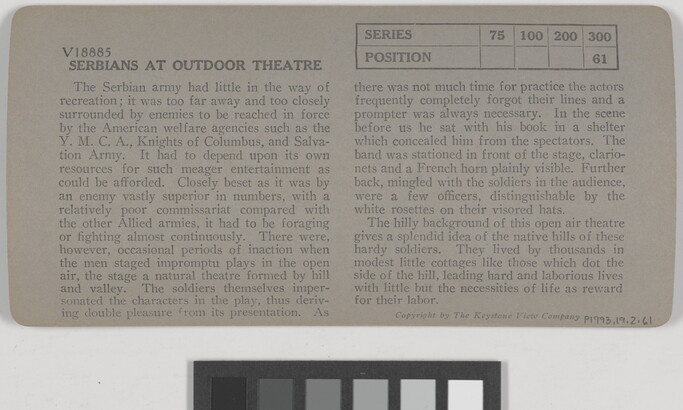 V18885
SERBIANS AT OUTDOOR THEATRE
The Serbian army had little in the way of
recreation; it was too far away and too closely
surrounded by enemies to be reached in force
by the American welfare agencies such as the
Y. M. C. A., Knights of Columbus, and Salva-
tion Army. It had to depend upon its own
resources for such meager entertainment as
could be afforded. Closely beset as it was by
an enemy vastly superior in numbers, with a
relatively poor commissariat compared with
the other Allied armies, it had to be foraging
or fighting almost continuously. There were,
however, occasional periods of inaction when
the men staged impromptu plays in the open
air, the stage a natural theatre formed by hill
and valley. The soldiers themselves imper-
sonated the characters in the play, thus deriv-
ing double pleasure from its presentation. As
SERIES 75 100 200 300
POSITION 61
there was not much time for practice the actors
frequently completely forgot their lines and a
prompter was always necessary. In the scene
before us he sat with his book in a shelter
which concealed him from the spectators. The
band was stationed in front of the stage, clario-
nets and a French horn plainly visible. Further
back, mingled with the soldiers in the audience,
were a few officers, distinguishable by the
white rosettes on their visored hats.
The hilly background of this open air theatre
gives a splendid idea of the native hills of these
hardy soldiers. They lived by thousands in
modest little cottages like those which dot the
side of the hill, leading hard and laborious lives
with little but the necessities of life as reward
for their labor.
Copyright by The Keystone View Company
P1993.19.2.61